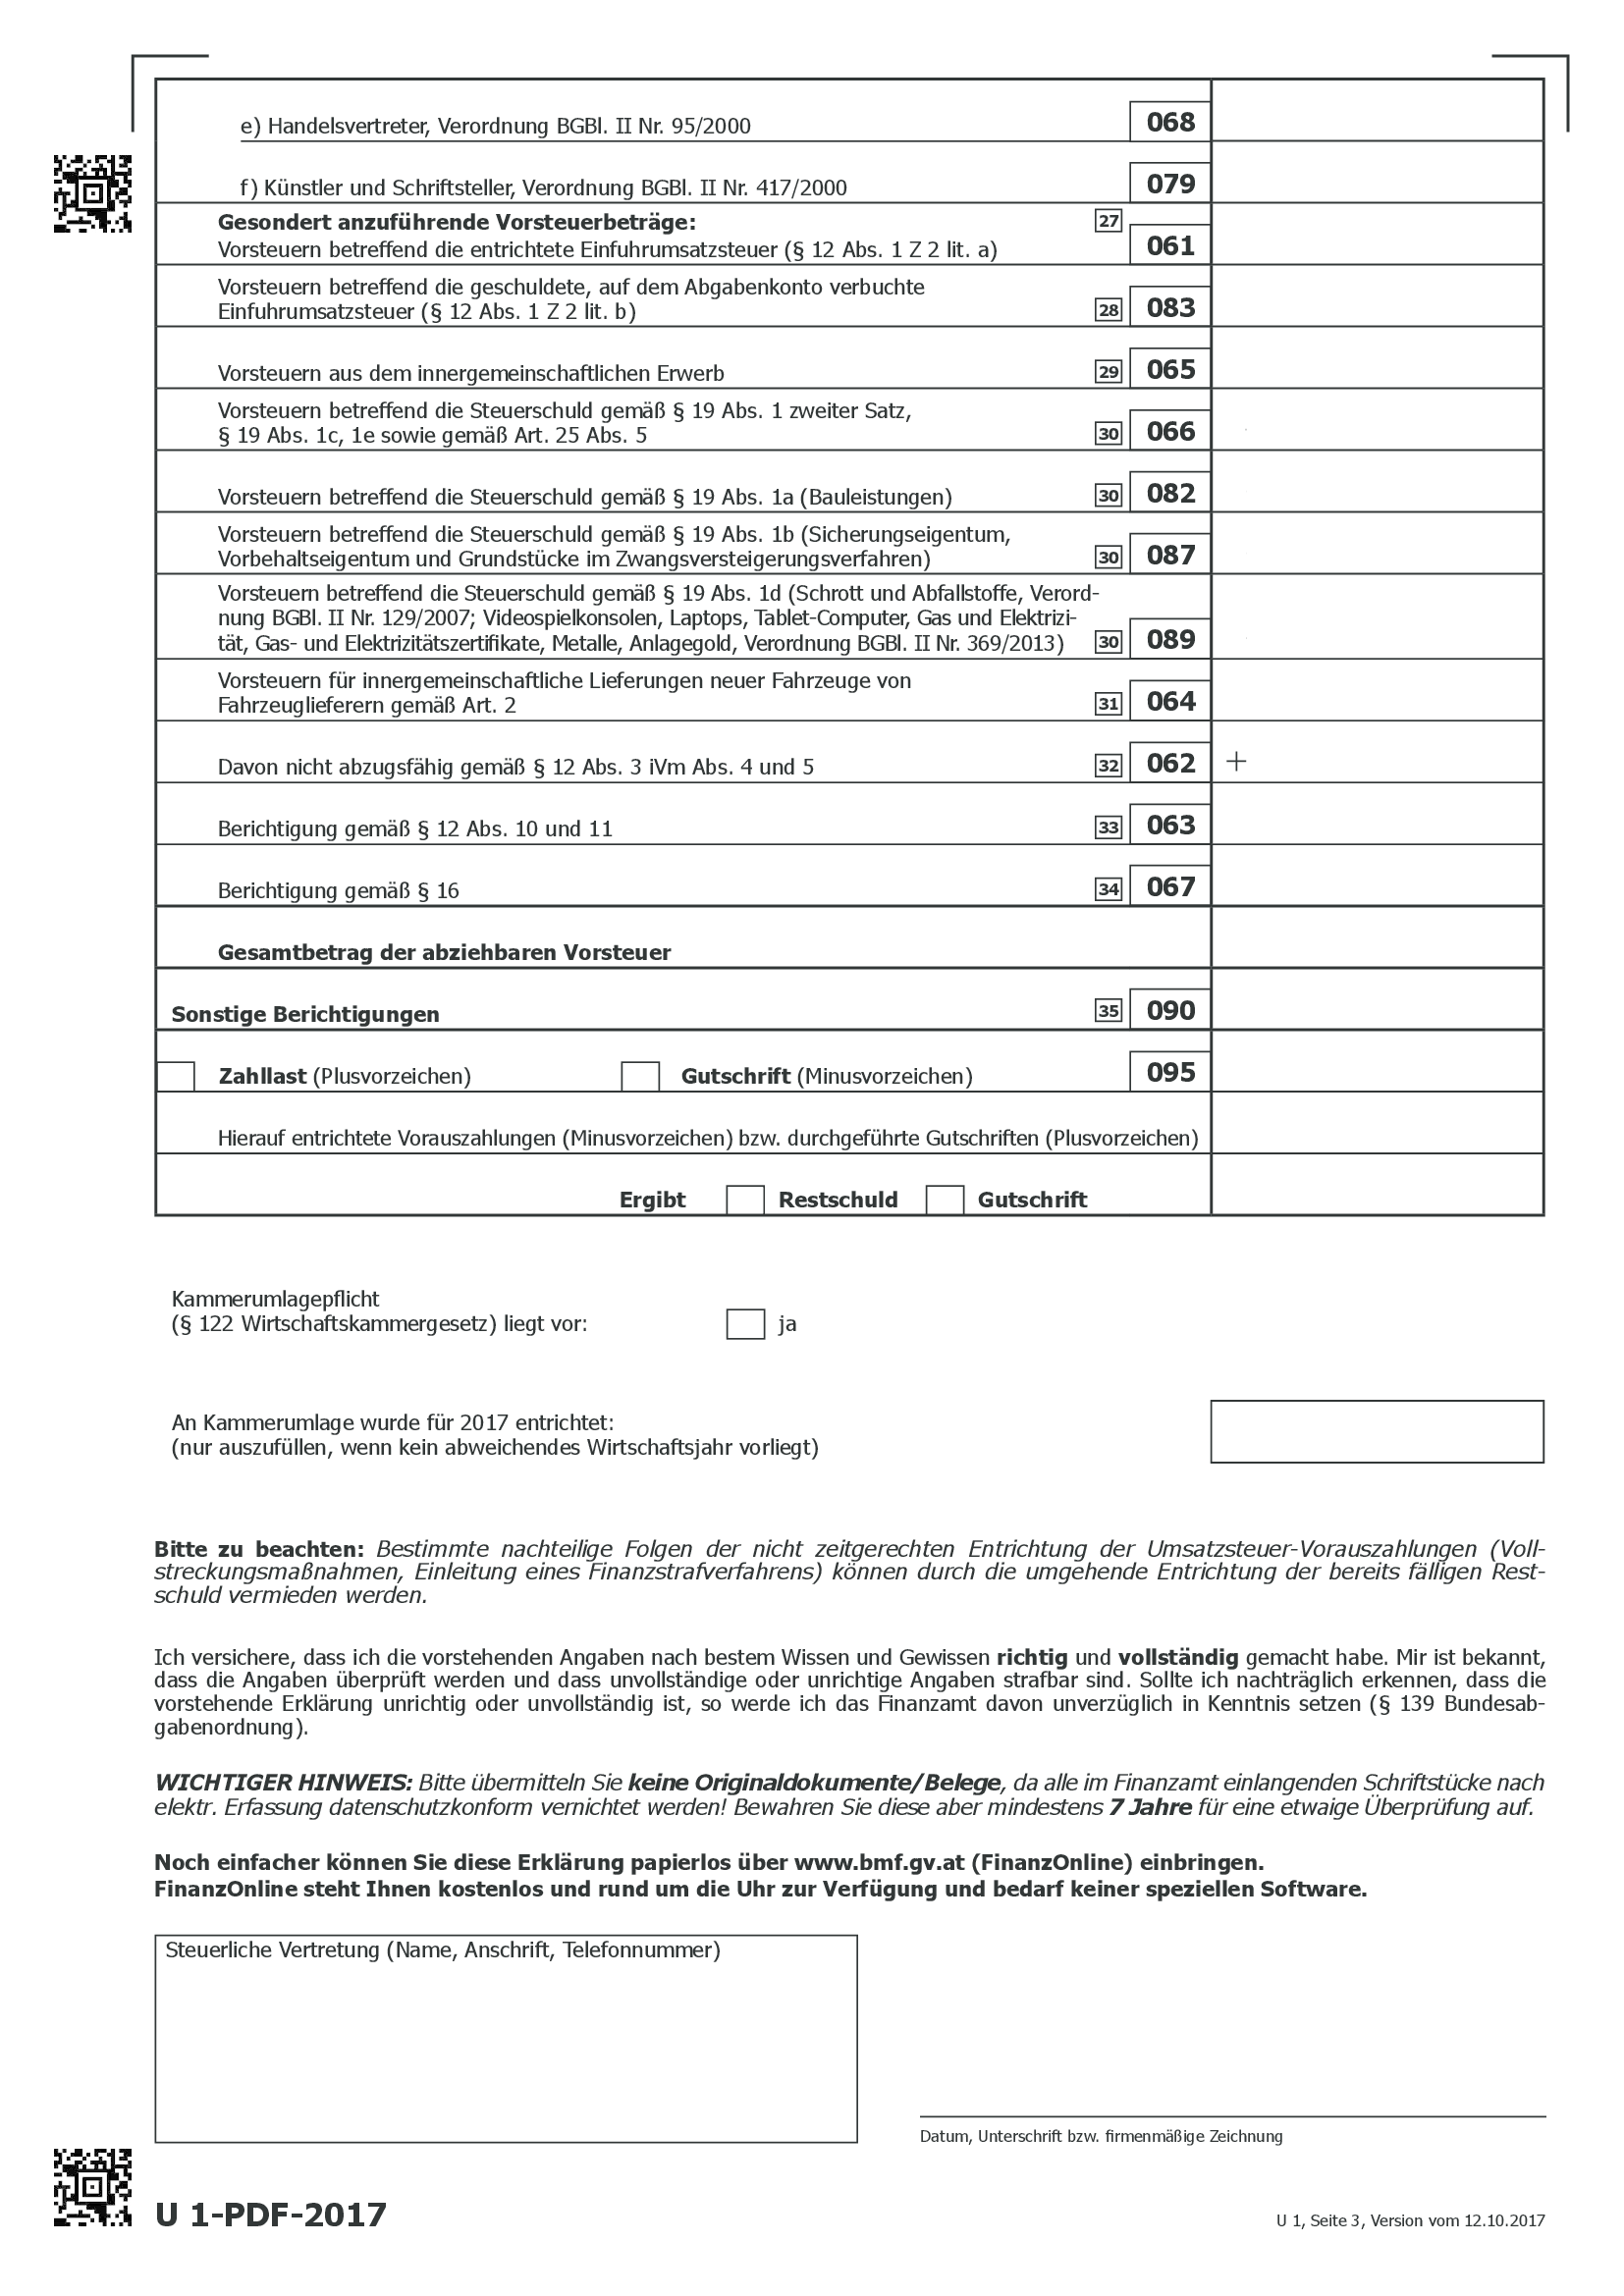 e) Handelsvertreter, Verordnung BGBl. II Nr. 95/2000 068
f) Künstler und Schriftsteller, Verordnung BGBl. II Nr. 417/2000 079
Gesondert anzuführende Vorsteuerbeträge: 27
Vorsteuern betreffend die entrichtete Einfuhrumsatzsteuer (§ 12 Abs. 1 Z 2 lit. a) 061
Vorsteuern betreffend die geschuldete, auf dem Abgabenkonto verbuchte
Einfuhrumsatzsteuer (§ 12 Abs. 1 Z 2 lit. b) 28 083
Vorsteuern aus dem innergemeinschaftlichen Erwerb 29 065
Vorsteuern betreffend die Steuerschuld gemäß § 19 Abs. 1 zweiter Satz,
§ 19 Abs. 1c, 1e sowie gemäß Art. 25 Abs. 5 30 066
Vorsteuern betreffend die Steuerschuld gemäß § 19 Abs. 1a (Bauleistungen) 30 082
Vorsteuern betreffend die Steuerschuld gemäß § 19 Abs. 1b (Sicherungseigentum,
Vorbehaltseigentum und Grundstücke im Zwangsversteigerungsverfahren) 30 087
Vorsteuern betreffend die Steuerschuld gemäß § 19 Abs. 1d (Schrott und Abfallstoffe, Verord-
nung BGBl. II Nr. 129/2007; Videospielkonsolen, Laptops, Tablet-Computer, Gas und Elektrizi-
tät, Gas- und Elektrizitätszertifikate, Metalle, Anlagegold, Verordnung BGBl. II Nr. 369/2013) 30 089
Vorsteuern für innergemeinschaftliche Lieferungen neuer Fahrzeuge von
Fahrzeuglieferern gemäß Art. 2 31 064
Davon nicht abzugsfähig gemäß § 12 Abs. 3 iVm Abs. 4 und 5 32 062 +
Berichtigung gemäß § 12 Abs. 10 und 11 33 063
Berichtigung gemäß § 16 34 067
Gesamtbetrag der abziehbaren Vorsteuer
Sonstige Berichtigungen 35 090
Zahllast (Plusvorzeichen) Gutschrift (Minusvorzeichen) 095
Hierauf entrichtete Vorauszahlungen (Minusvorzeichen) bzw. durchgeführte Gutschriften (Plusvorzeichen)
Ergibt Restschuld Gutschrift
Kammerumlagepflicht
(§ 122 Wirtschaftskammergesetz) liegt vor: ja
An Kammerumlage wurde für 2017 entrichtet:
(nur auszufüllen, wenn kein abweichendes Wirtschaftsjahr vorliegt)
Bitte zu beachten: Bestimmte nachteilige Folgen der nicht zeitgerechten Entrichtung der Umsatzsteuer-Vorauszahlungen (Voll-
streckungsmaßnahmen, Einleitung eines Finanzstrafverfahrens) können durch die umgehende Entrichtung der bereits fälligen Rest-
schuld vermieden werden.
Ich versichere, dass ich die vorstehenden Angaben nach bestem Wissen und Gewissen richtig und vollständig gemacht habe. Mir ist bekannt,
dass die Angaben überprüft werden und dass unvollständige oder unrichtige Angaben strafbar sind. Sollte ich nachträglich erkennen, dass die
vorstehende Erklärung unrichtig oder unvollständig ist, so werde ich das Finanzamt davon unverzüglich in Kenntnis setzen (§ 139 Bundesab-
gabenordnung).
WICHTIGER HINWEIS: Bitte übermitteln Sie keine Originaldokumente/Belege, da alle im Finanzamt einlangenden Schriftstücke nach
elektr. Erfassung datenschutzkonform vernichtet werden! Bewahren Sie diese aber mindestens 7 Jahre für eine etwaige Überprüfung auf.
Noch einfacher können Sie diese Erklärung papierlos über www.bmf.gv.at (FinanzOnline) einbringen.
FinanzOnline steht Ihnen kostenlos und rund um die Uhr zur Verfügung und bedarf keiner speziellen Software.
Steuerliche Vertretung (Name, Anschrift, Telefonnummer)
Datum, Unterschrift bzw. firmenmäßige Zeichnung
U 1-PDF-2017
U 1, Seite 3, Version vom 12.10.2017